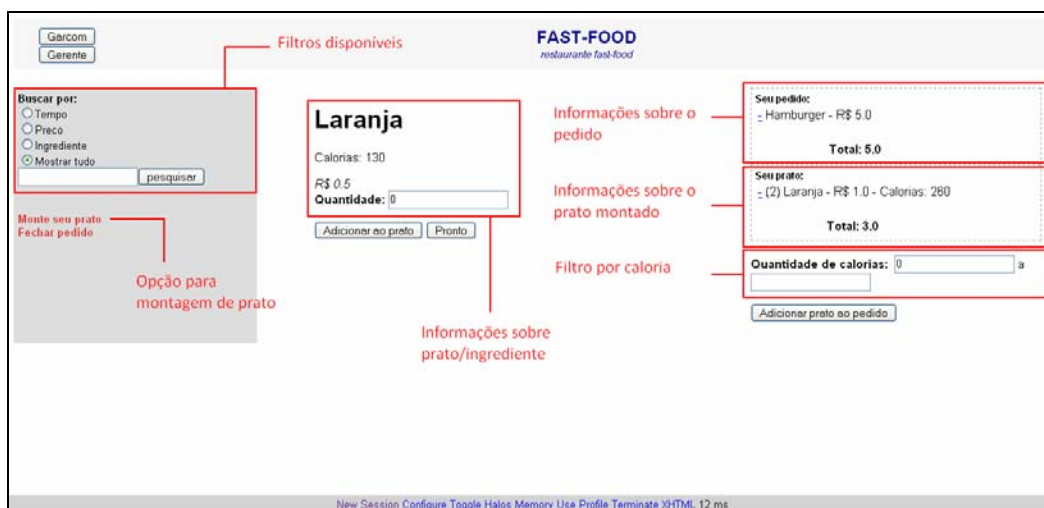 Garcom
Gerente
Filtros disponíveis
FAST-FOOD
restaurante fast-food
Buscar por:
Tempo
Preco
Ingrediente
Mostrar tudo
pesquisar
Monte seu prato
Fechar pedido
Opção para
montagem de prato
Laranja
Calorias: 130
R$ 0.5
Quantidade: 0
Adicionar ao prato Pronto
Informações sobre
prato/ingrediente
Informações sobre o
pedido
Seu pedido:
- Hamburger - R$ 5.0
Total: 5.0
Informações sobre o
prato montado
Seu prato:
- (2) Laranja - R$ 1.0 - Calorias: 260
Total: 3.0
Filtro por caloria
Quantidade de calorias: 0 a
Adicionar prato ao pedido
New Session Configure Toggle Halos Memory Use Profile Terminate XHTML 12 ms